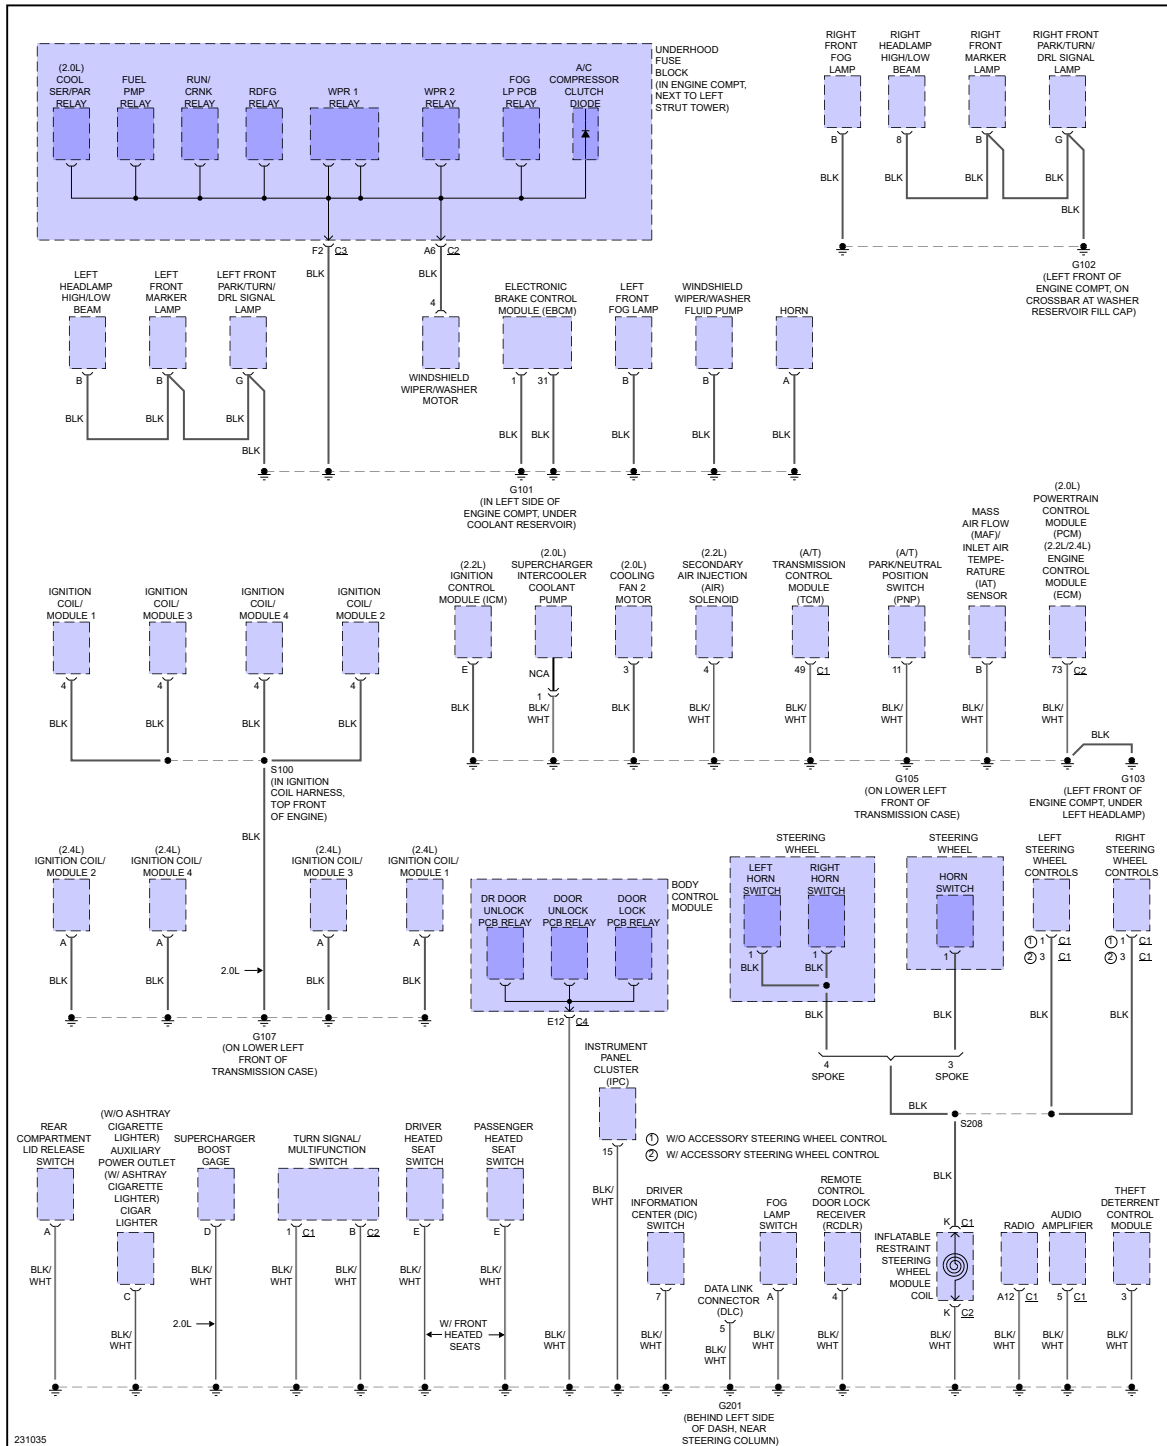 (2.0L)
COOL
SER/PAR
RELAY
FUEL
PMP
RELAY
RUN/
CRNK
RELAY
RDFG
RELAY
WPR 1
RELAY
WPR 2
RELAY
FOG
LP PCB
RELAY
A/C
COMPRESSOR
CLUTCH
DIODE
UNDERHOOD
FUSE
BLOCK
(IN ENGINE COMPT,
NEXT TO LEFT
STRUT TOWER)
F2 C3
BLK
A6 C2
BLK
4
WINDSHIELD
WIPER/WASHER
MOTOR
RIGHT
FRONT
FOG
LAMP
B
BLK
RIGHT
HEADLAMP
HIGH/LOW
BEAM
8
BLK
RIGHT
FRONT
MARKER
LAMP
B
BLK
RIGHT FRONT
PARK/TURN/
DRL SIGNAL
LAMP
G
BLK
BLK
G102
(LEFT FRONT OF
ENGINE COMPT, ON
CROSSBAR AT WASHER
RESERVOIR FILL CAP)
LEFT
HEADLAMP
HIGH/LOW
BEAM
B
BLK
LEFT
FRONT
MARKER
LAMP
B
BLK
LEFT FRONT
PARK/TURN/
DRL SIGNAL
LAMP
G
BLK
BLK
ELECTRONIC
BRAKE CONTROL
MODULE (EBCM)
1 31
BLK BLK
LEFT
FRONT
FOG LAMP
B
BLK
WINDSHIELD
WIPER/WASHER
FLUID PUMP
B
BLK
HORN
A
BLK
G101
(IN LEFT SIDE OF
ENGINE COMPT, UNDER
COOLANT RESERVOIR)
IGNITION
COIL/
MODULE 1
4
BLK
IGNITION
COIL/
MODULE 3
4
BLK
IGNITION
COIL/
MODULE 4
4
BLK
IGNITION
COIL/
MODULE 2
4
BLK
S100
(IN IGNITION
COIL HARNESS,
TOP FRONT
OF ENGINE)
BLK
(2.2L)
IGNITION
CONTROL
MODULE (ICM)
E
BLK
(2.0L)
SUPERCHARGER
INTERCOOLER
COOLANT
PUMP
NCA
1
BLK/
WHT
(2.0L)
COOLING
FAN 2
MOTOR
3
BLK
(2.2L)
SECONDARY
AIR INJECTION
(AIR)
SOLENOID
4
BLK/
WHT
(A/T)
TRANSMISSION
CONTROL
MODULE
(TCM)
49 C1
BLK/
WHT
(A/T)
PARK/NEUTRAL
POSITION
SWITCH
(PNP)
11
BLK/
WHT
MASS
AIR FLOW
(MAF)/
INLET AIR
TEMPE-
RATURE
(IAT)
SENSOR
B
BLK/
WHT
(2.0L)
POWERTRAIN
CONTROL
MODULE
(PCM)
(2.2L/2.4L)
ENGINE
CONTROL
MODULE
(ECM)
73 C2
BLK/
WHT
BLK
G105
(ON LOWER LEFT
FRONT OF
TRANSMISSION CASE)
G103
(LEFT FRONT OF
ENGINE COMPT, UNDER
LEFT HEADLAMP)
(2.4L)
IGNITION COIL/
MODULE 2
A
BLK
(2.4L)
IGNITION COIL/
MODULE 4
A
BLK
2.0L
(2.4L)
IGNITION COIL/
MODULE 3
A
BLK
(2.4L)
IGNITION COIL/
MODULE 1
A
BLK
G107
(ON LOWER LEFT
FRONT OF
TRANSMISSION CASE)
DR DOOR
UNLOCK
PCB RELAY
DOOR
UNLOCK
PCB RELAY
DOOR
LOCK
PCB RELAY
BODY
CONTROL
MODULE
E12 C4
STEERING
WHEEL
LEFT
HORN
SWITCH
1
BLK
RIGHT
HORN
SWITCH
1
BLK
BLK
4
SPOKE
STEERING
WHEEL
HORN
SWITCH
1
BLK
3
SPOKE
LEFT
STEERING
WHEEL
CONTROLS
1 1 C1
2 3 C1
BLK
RIGHT
STEERING
WHEEL
CONTROLS
1 1 C1
2 3 C1
BLK
BLK
S208
BLK
INSTRUMENT
PANEL
CLUSTER
(IPC)
15
BLK/
WHT
1 W/O ACCESSORY STEERING WHEEL CONTROL
2 W/ ACCESSORY STEERING WHEEL CONTROL
REAR
COMPARTMENT
LID RELEASE
SWITCH
A
BLK/
WHT
(W/O ASHTRAY
CIGARETTE
LIGHTER)
AUXILIARY
POWER OUTLET
(W/ ASHTRAY
CIGARETTE
LIGHTER)
CIGAR
LIGHTER
C
BLK/
WHT
SUPERCHARGER
BOOST
GAGE
D
BLK/
WHT
2.0L
TURN SIGNAL/
MULTIFUNCTION
SWITCH
1 C1
BLK/
WHT
B C2
BLK/
WHT
DRIVER
HEATED
SEAT
SWITCH
E
BLK/
WHT
PASSENGER
HEATED
SEAT
SWITCH
E
BLK/
WHT
W/ FRONT
HEATED
SEATS
BLK/
WHT
DRIVER
INFORMATION
CENTER (DIC)
SWITCH
7
BLK/
WHT
DATA LINK
CONNECTOR
(DLC)
5
BLK/
WHT
FOG
LAMP
SWITCH
A
BLK/
WHT
REMOTE
CONTROL
DOOR LOCK
RECEIVER
(RCDLR)
4
BLK/
WHT
K C1
INFLATABLE
RESTRAINT
STEERING
WHEEL
MODULE
COIL
K C2
BLK/
WHT
RADIO
A12 C1
BLK/
WHT
AUDIO
AMPLIFIER
5 C1
BLK/
WHT
THEFT
DETERRENT
CONTROL
MODULE
3
BLK/
WHT
G201
(BEHIND LEFT SIDE
OF DASH, NEAR
STEERING COLUMN)
231035